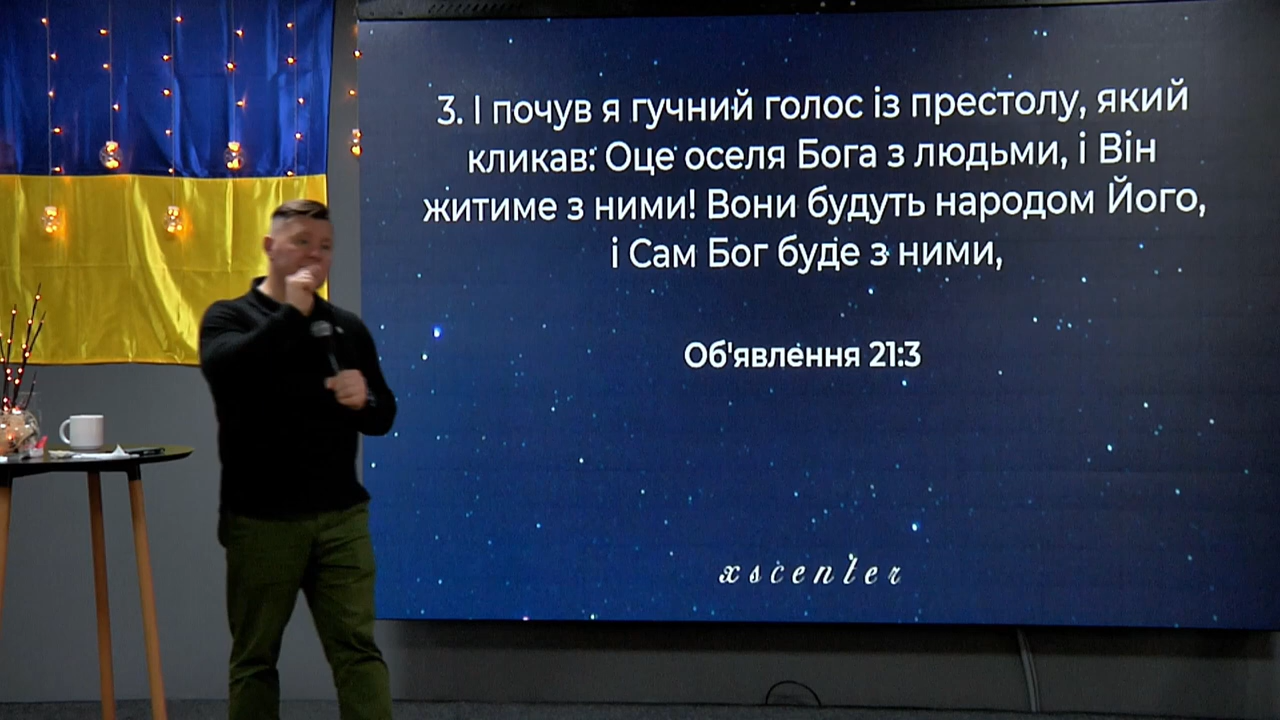 3. І почув я гучний голос із престолу, який
кликав: Оце оселя Бога з людьми, і Він
житиме з ними! Вони будуть народом Його,
і Сам Бог буде з ними,
Об'явлення 21:3
xscenter